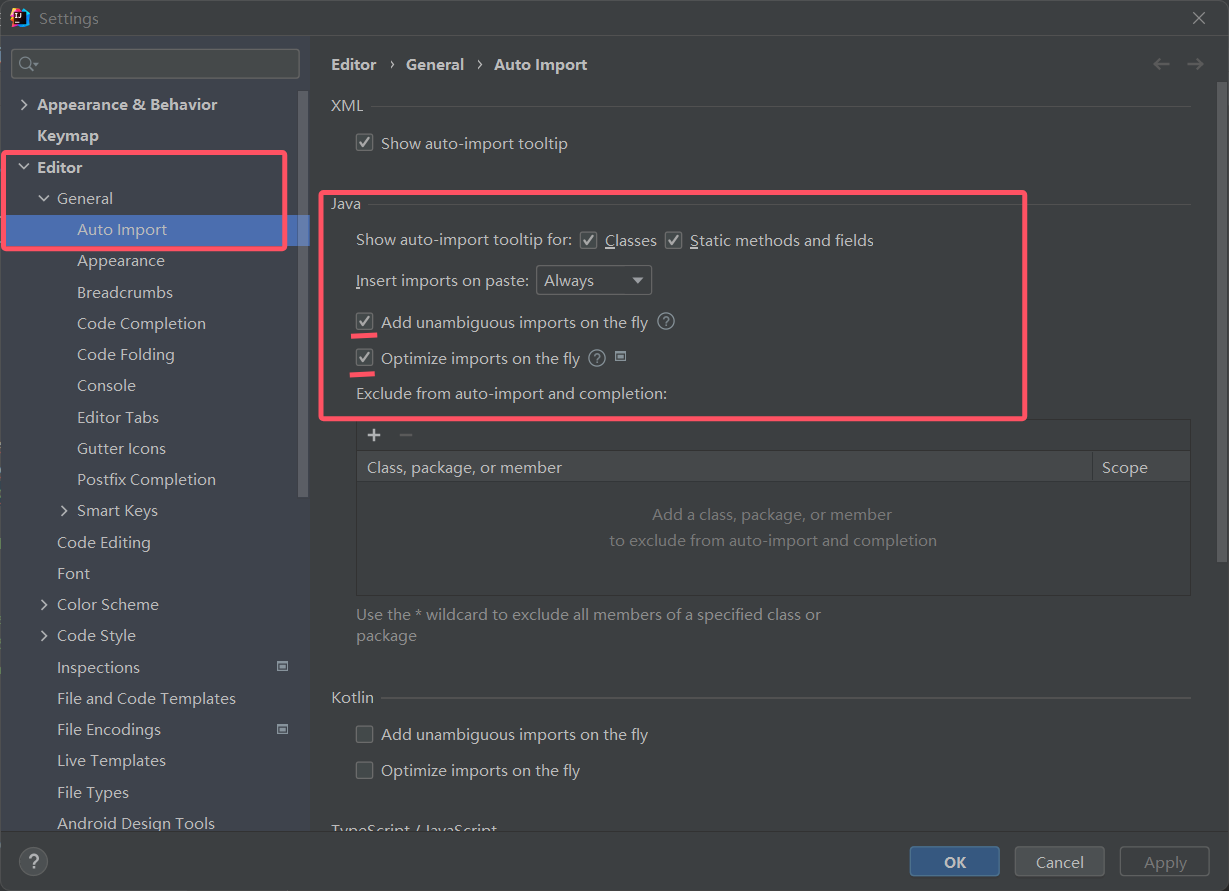 Settings
Appearance & Behavior
Keymap
Editor
General
Auto Import
Appearance
Breadcrumbs
Code Completion
Code Folding
Console
Editor Tabs
Gutter Icons
Postfix Completion
Smart Keys
Code Editing
Font
Color Scheme
Code Style
Inspections
File and Code Templates
File Encodings
Live Templates
File Types
Android Design Tools
Editor › General › Auto Import
XML
Show auto-import tooltip
Java
Show auto-import tooltip for: Classes Static methods and fields
Insert imports on paste: Always
Add unambiguous imports on the fly ?
Optimize imports on the fly ?
Exclude from auto-import and completion:
+ −
Class, package, or member Scope
Add a class, package, or member
to exclude from auto-import and completion
Use the * wildcard to exclude all members of a specified class or
package
Kotlin
Add unambiguous imports on the fly
Optimize imports on the fly
TypeScript / JavaScript
? OK Cancel Apply